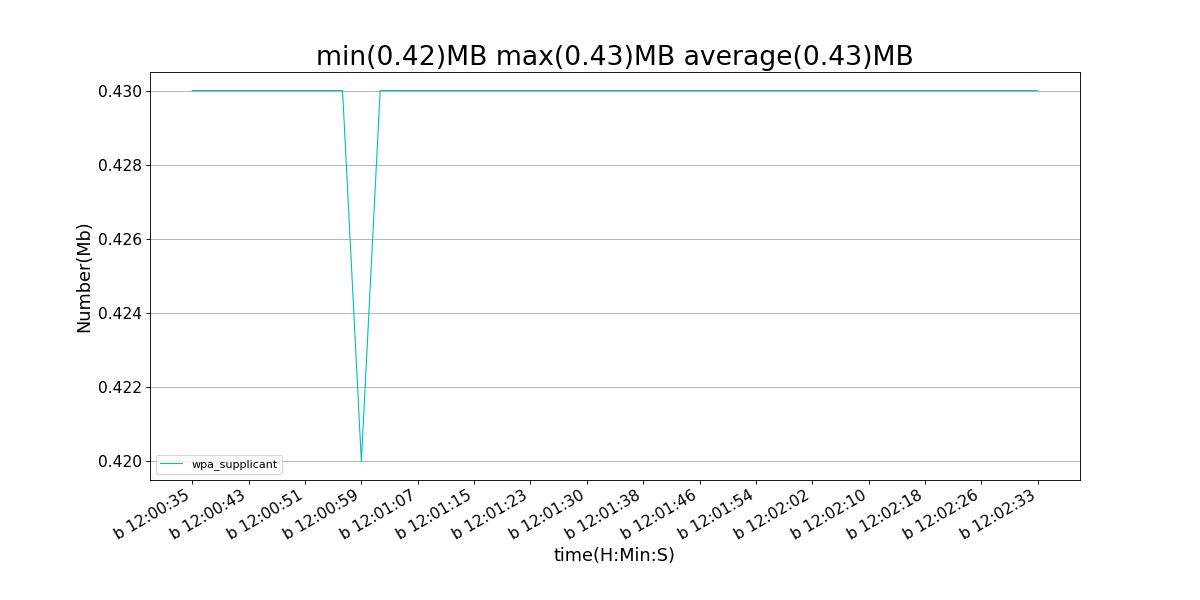 min(0.42)MB max(0.43)MB average(0.43)MB
0.430
0.428
0.426
0.424
0.422
0.420
Number(Mb)
wpa_supplicant
b 12:00:35
b 12:00:43
b 12:00:51
b 12:00:59
b 12:01:07
b 12:01:15
b 12:01:23
b 12:01:30
b 12:01:38
b 12:01:46
b 12:01:54
b 12:02:02
b 12:02:10
b 12:02:18
b 12:02:26
b 12:02:33
time(H:Min:S)